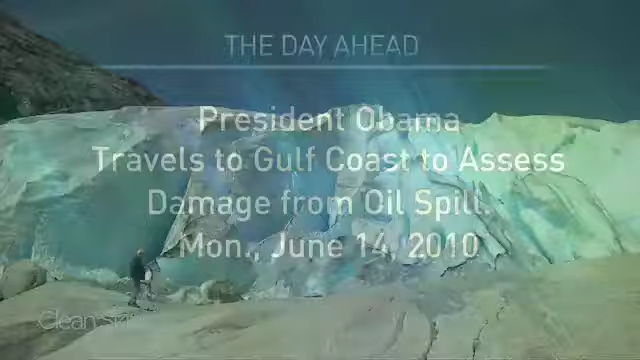 THE DAY AHEAD
President Obama
Travels to Gulf Coast to Assess
Damage from Oil Spill.
Mon., June 14, 2010
Clean